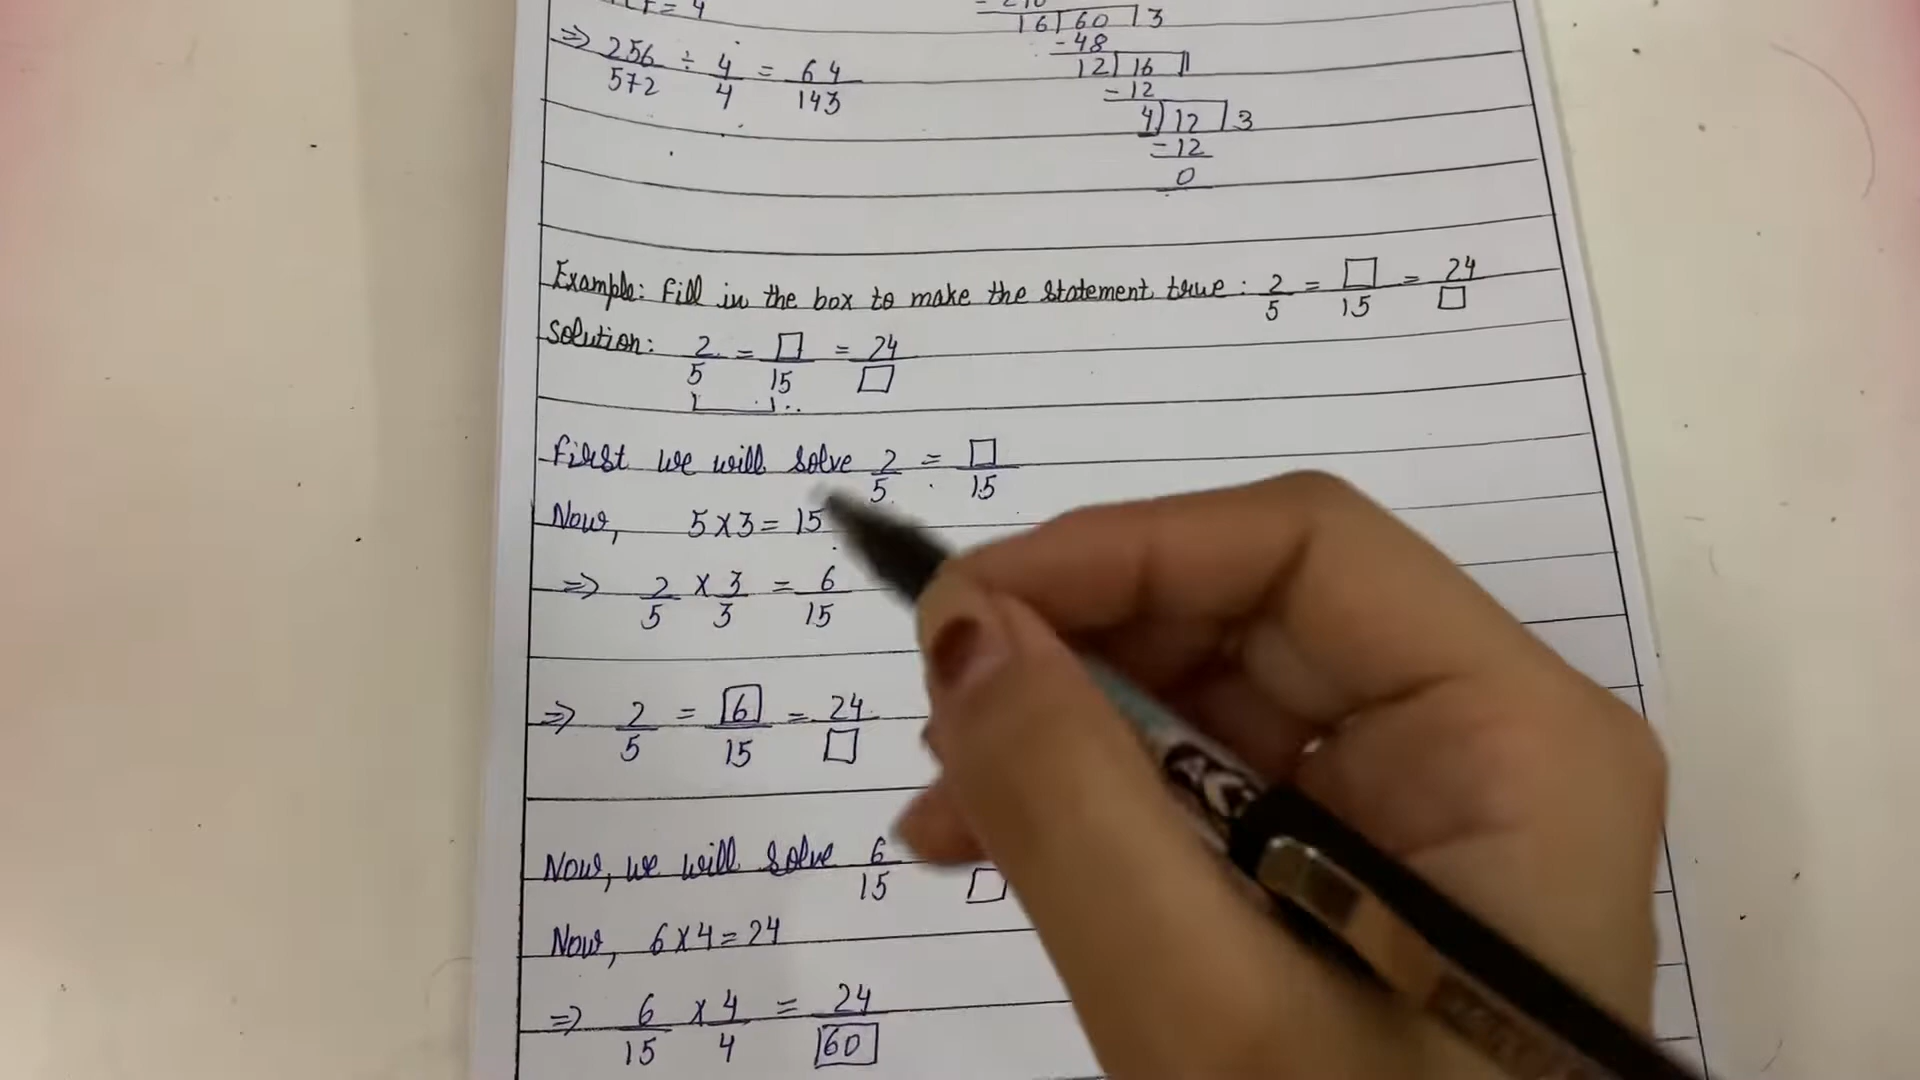 = 4
16) 60 ) 3
- 48
⇒ 256/572 ÷ 4/4 = 64/143
12) 16 ) 1
- 12
4) 12 ) 3
- 12
0
Example: Fill in the box to make the statement true: 2/5 = □/15 = 24/□
Solution: 2/5 = □/15 = 24/□
First we will solve 2/5 = □/15
Now, 5 x 3 = 15
⇒ 2/5 x 3/3 = 6/15
⇒ 2/5 = 6/15 = 24/□
Now, we will solve 6/15 □
Now, 6 x 4 = 24
⇒ 6/15 x 4/4 = 24/60